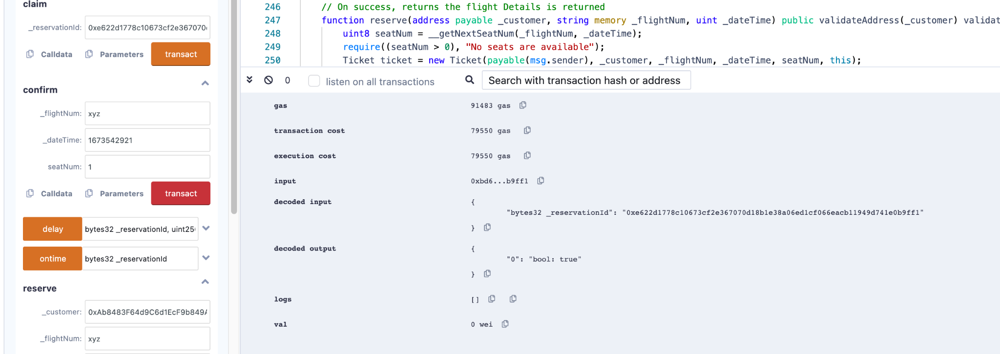 claim
_reservationId: 0xe622d1778c10673cf2e367070
Calldata Parameters transact
confirm
_flightNum: xyz
_dateTime: 1673542921
seatNum: 1
Calldata Parameters transact
delay bytes32 _reservationId, uint25
ontime bytes32 _reservationId
reserve
_customer: 0xAb8483F64d9C6d1EcF9b849A
_flightNum: xyz
246 // On success, returns the flight Details is returned
247 function reserve(address payable _customer, string memory _flightNum, uint _dateTime) public validateAddress(_customer) validat
248 uint8 seatNum = __getNextSeatNum(_flightNum, _dateTime);
249 require((seatNum > 0), "No seats are available");
250 Ticket ticket = new Ticket(payable(msg.sender), _customer, _flightNum, _dateTime, seatNum, this);
0 listen on all transactions Search with transaction hash or address
gas 91483 gas
transaction cost 79550 gas
execution cost 79550 gas
input 0xbd6...b9ff1
decoded input {
"bytes32 _reservationId": "0xe622d1778c10673cf2e367070d18b1e38a06ed1cf066eacb11949d741e0b9ff1"
}
decoded output {
"0": "bool: true"
}
logs []
val 0 wei